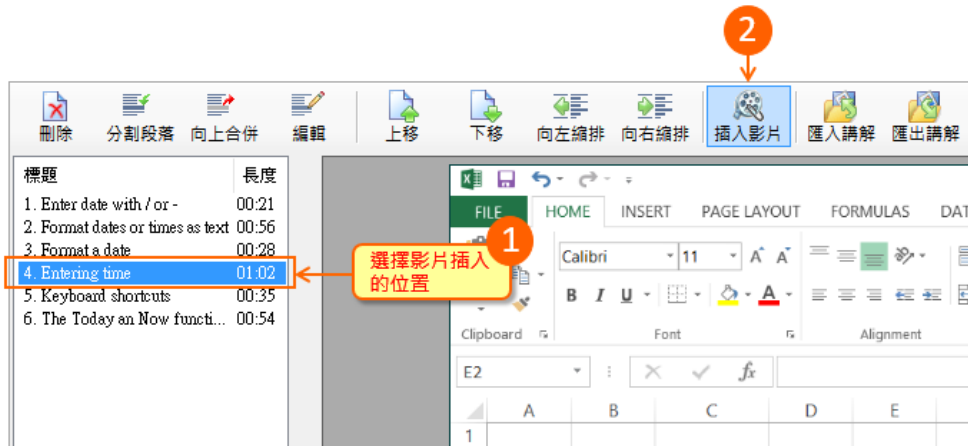 2
刪除 分割段落 向上合併 編輯 上移 下移 向左縮排 向右縮排 插入影片 匯入講解 匯出講解
標題 長度
1. Enter date with / or - 00:21
2. Format dates or times as text 00:56
3. Format a date 00:28
4. Entering time 01:02
5. Keyboard shortcuts 00:35
6. The Today an Now functi... 00:54
1
選擇影片插入
的位置
FILE HOME INSERT PAGE LAYOUT FORMULAS DAT
Calibri 11 A A
B I U A
Clipboard Font Alignment
E2 fx
A B C D E
1